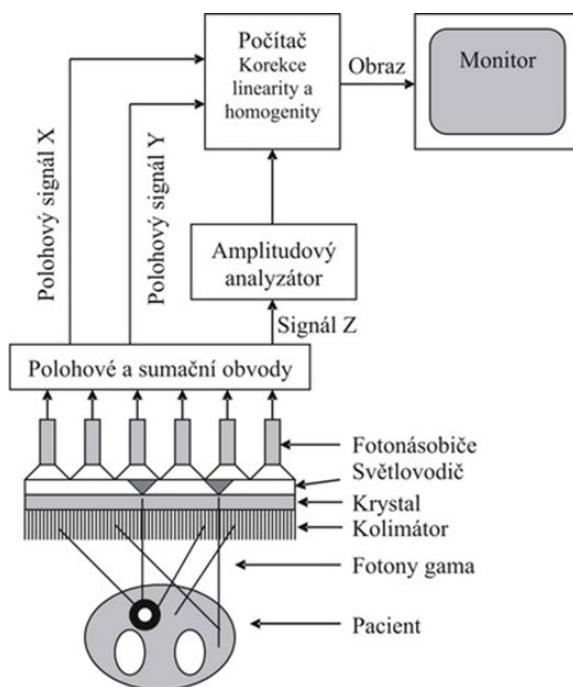 Počítač
Korekce
linearity a
homogenity
Obraz
Monitor
Polohový signál X
Polohový signál Y
Amplitudový
analyzátor
Signál Z
Polohové a sumační obvody
Fotonásobiče
Světlovodič
Krystal
Kolimátor
Fotony gama
Pacient